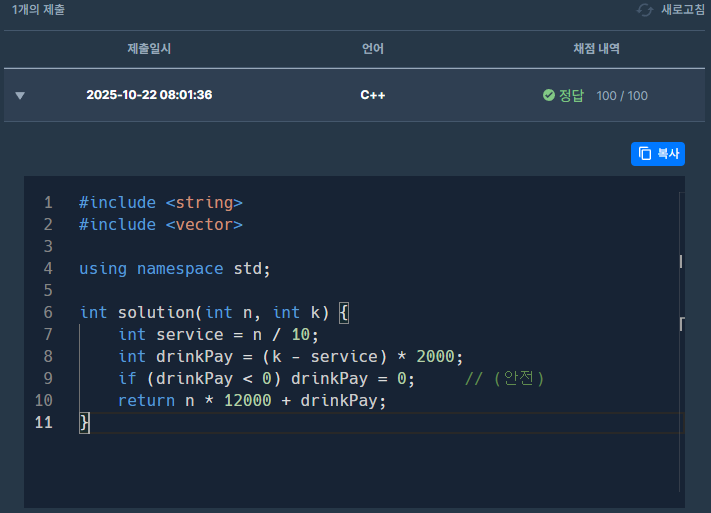 1개의 제출 새로고침
제출일시 언어 채점 내역
2025-10-22 08:01:36 C++ 정답 100 / 100
복사
1 #include <string>
2 #include <vector>
3
4 using namespace std;
5
6 int solution(int n, int k) {
7     int service = n / 10;
8     int drinkPay = (k - service) * 2000;
9     if (drinkPay < 0) drinkPay = 0;     // (안전)
10     return n * 12000 + drinkPay;
11 }